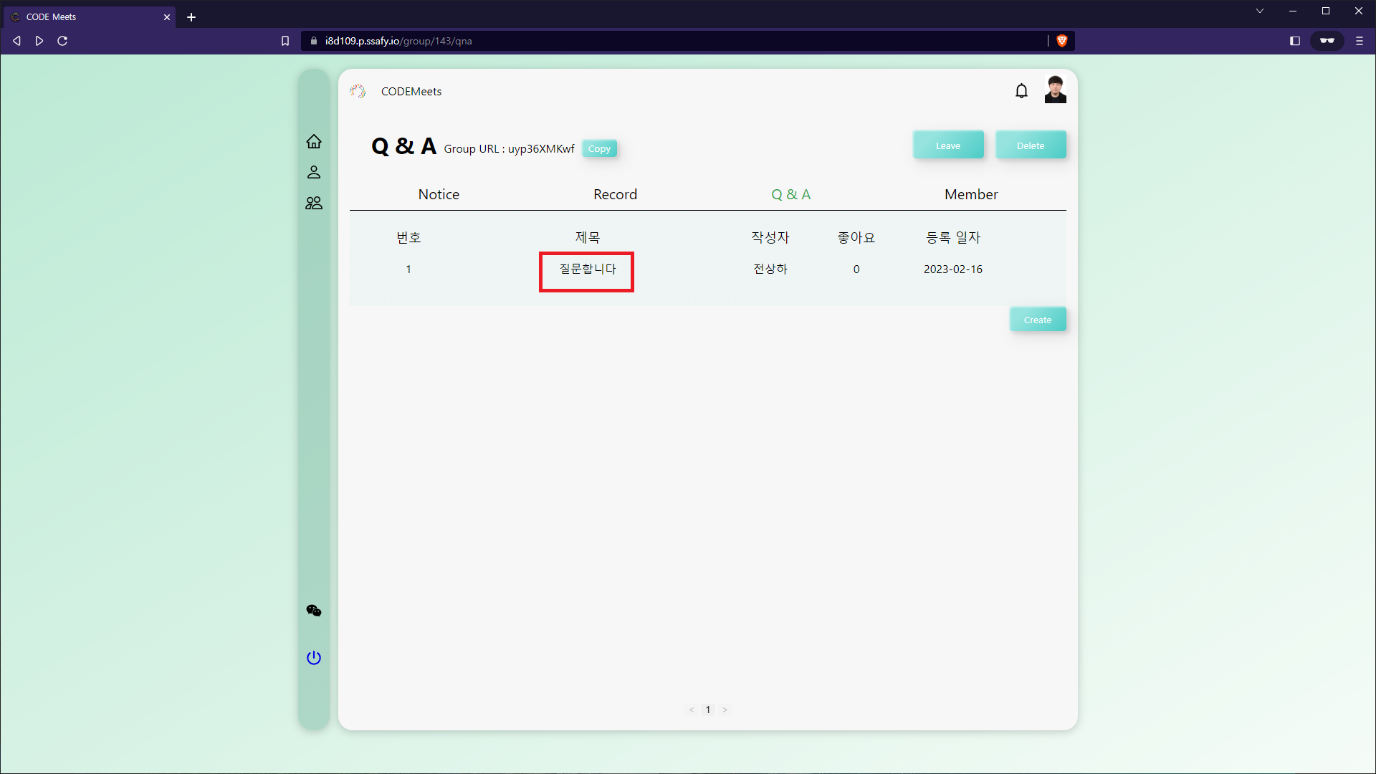 CODE Meets
i8d109.p.ssafy.io/group/143/qna
CODEMeets
Q & A Group URL : uyp36XMKwf Copy Leave Delete
Notice Record Q & A Member
번호 제목 작성자 좋아요 등록 일자
1 질문합니다 전상하 0 2023-02-16
Create
< 1 >